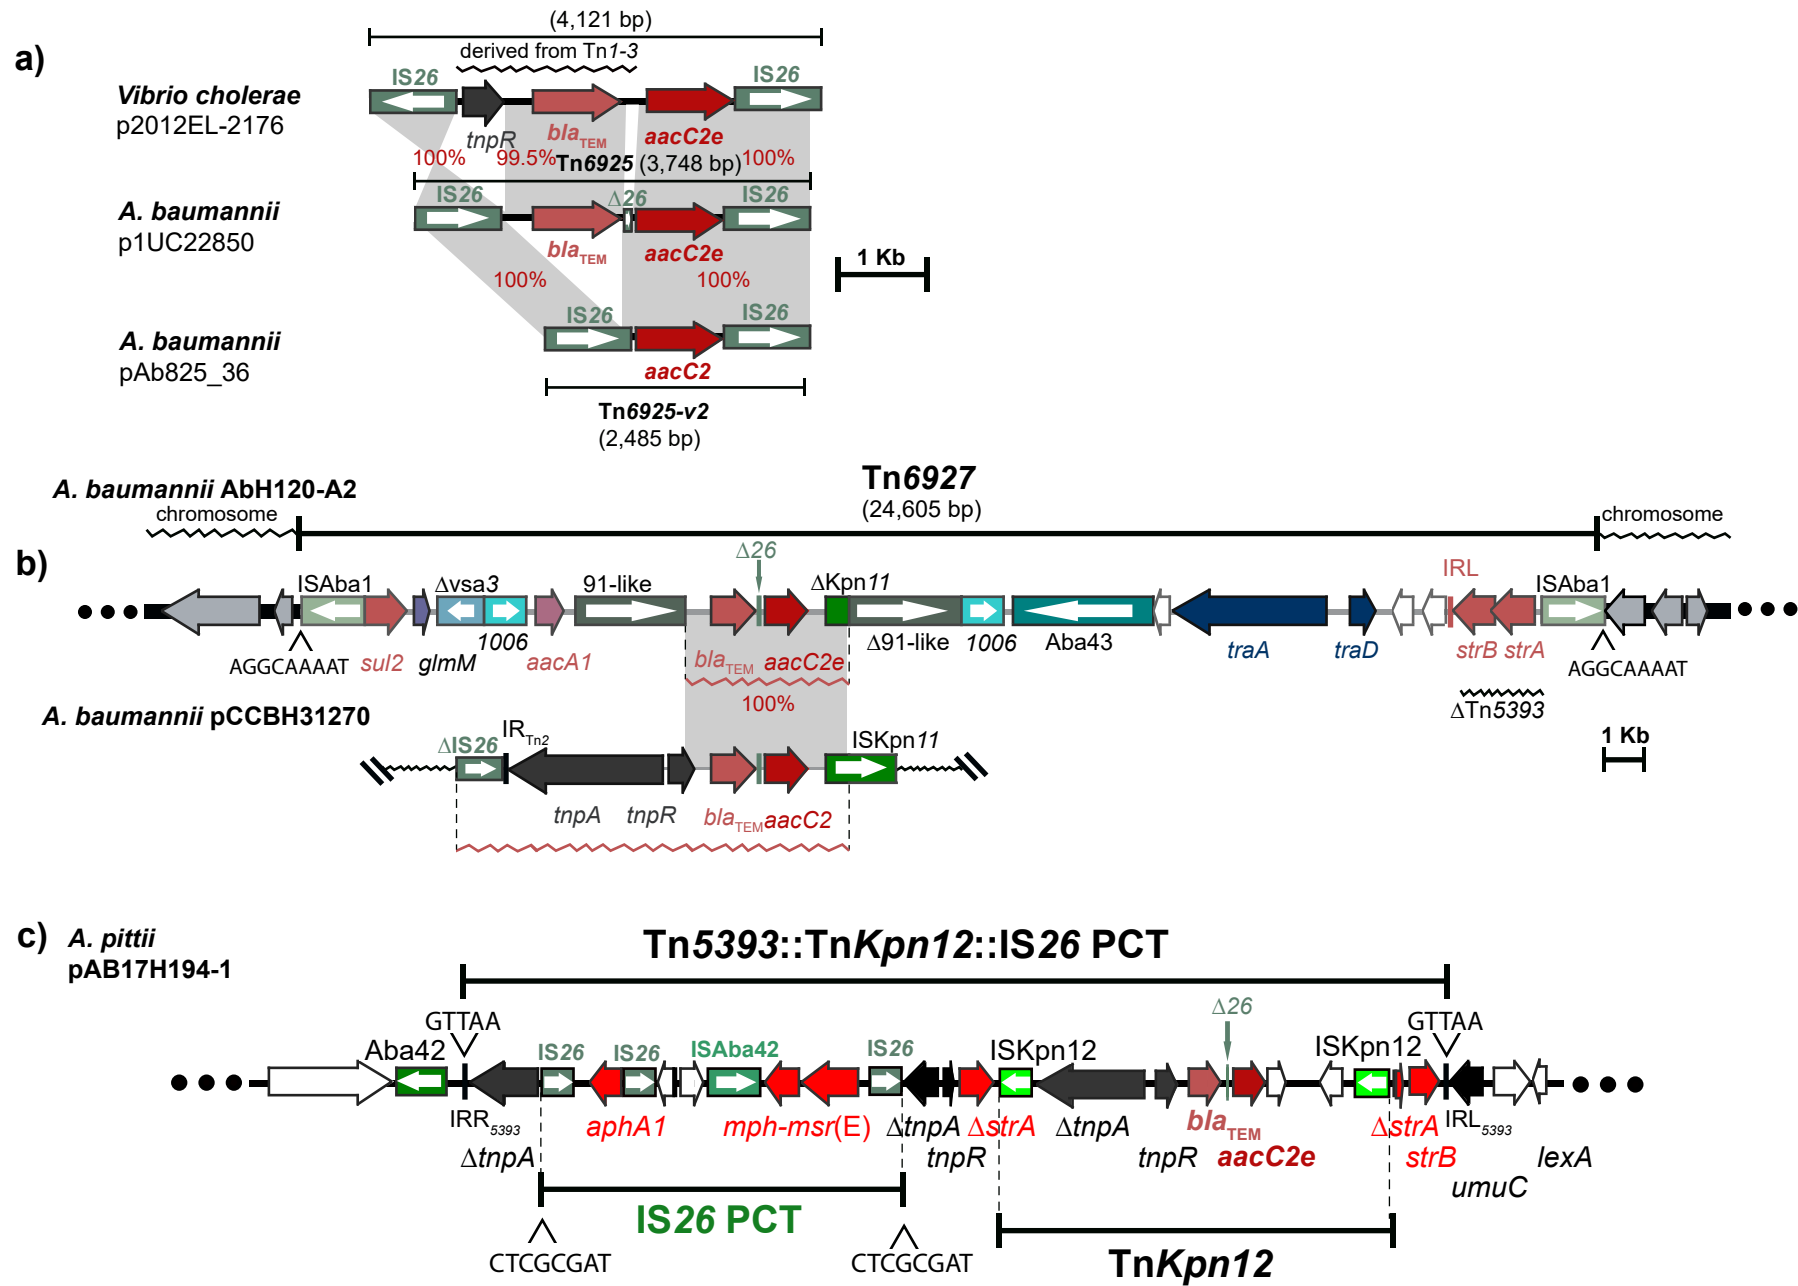 a)
(4,121 bp)
derived from Tn1-3
Vibrio cholerae
p2012EL-2176
IS26
IS26
tnpR
blaTEM
aacC2e
100%
99.5%
Tn6925 (3,748 bp)
100%
A. baumannii
p1UC22850
IS26
Δ26
IS26
blaTEM
aacC2e
1 Kb
100%
100%
A. baumannii
pAb825_36
IS26
IS26
aacC2
Tn6925-v2
(2,485 bp)
A. baumannii AbH120-A2
Tn6927
(24,605 bp)
chromosome
chromosome
b)
Δ26
ISAba1
Δvsa3
91-like
ΔKpn11
IRL
ISAba1
AGGCAAAAT
sul2
glmM
1006
aacA1
blaTEM
aacC2e
Δ91-like
1006
Aba43
traA
traD
strB
strA
AGGCAAAAT
ΔTn5393
100%
A. baumannii pCCBH31270
ΔIS26
IRTn2
ISKpn11
1 Kb
tnpA
tnpR
blaTEM
aacC2
c)
A. pittii
pAB17H194-1
Tn5393::TnKpn12::IS26 PCT
GTTAA
Δ26
GTTAA
Aba42
IS26
IS26
ISAba42
IS26
ISKpn12
ISKpn12
IRR5393
ΔtnpA
aphA1
mph-msr(E)
ΔtnpA
tnpR
ΔstrA
ΔtnpA
tnpR
blaTEM
aacC2e
ΔstrA
strB
IRL5393
umuC
lexA
IS26 PCT
CTCGCGAT
CTCGCGAT
TnKpn12